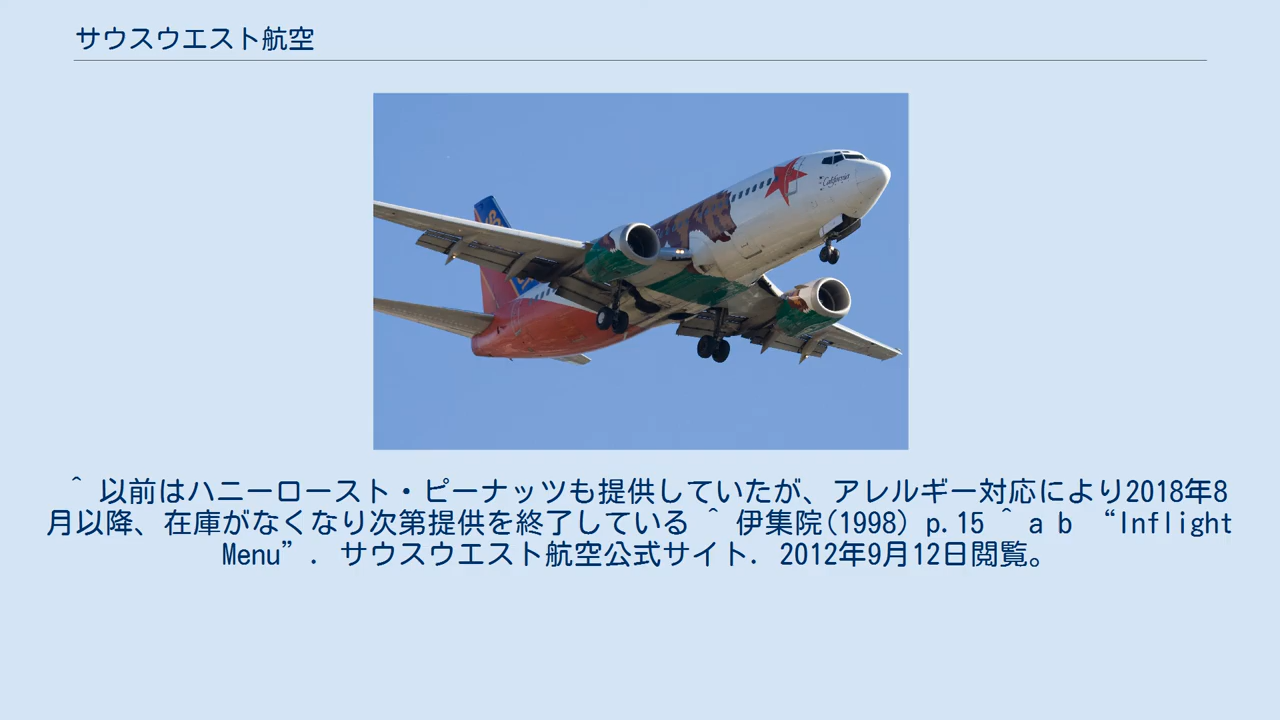 サウスウエスト航空
California
^ 以前はハニーロースト・ピーナッツも提供していたが、アレルギー対応により2018年8
月以降、在庫がなくなり次第提供を終了している ^ 伊集院(1998) p.15 ^ a b “Inflight
Menu”. サウスウエスト航空公式サイト. 2012年9月12日閲覧。